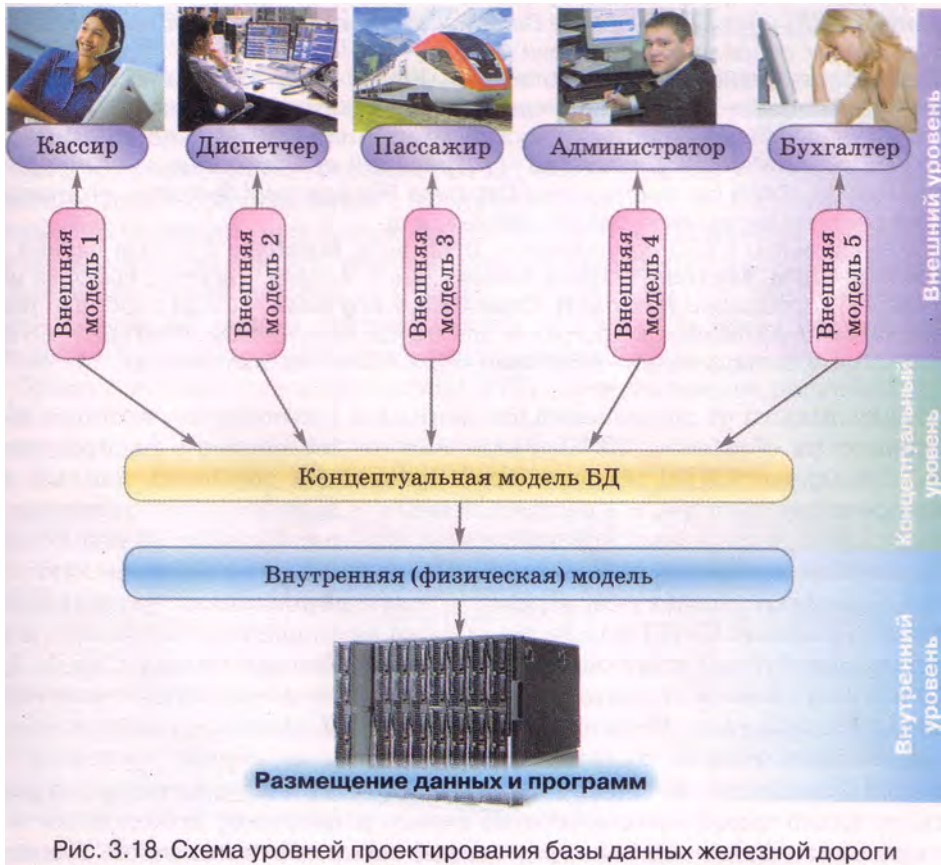 Кассир
Диспетчер
Пассажир
Администратор
Бухгалтер
Внешний уровень
Внешняя
модель 1
Внешняя
модель 2
Внешняя
модель 3
Внешняя
модель 4
Внешняя
модель 5
Концептуальный
уровень
Концептуальная модель БД
Внутренняя (физическая) модель
Внутренний
уровень
Размещение данных и программ
Рис. 3.18. Схема уровней проектирования базы данных железной дороги